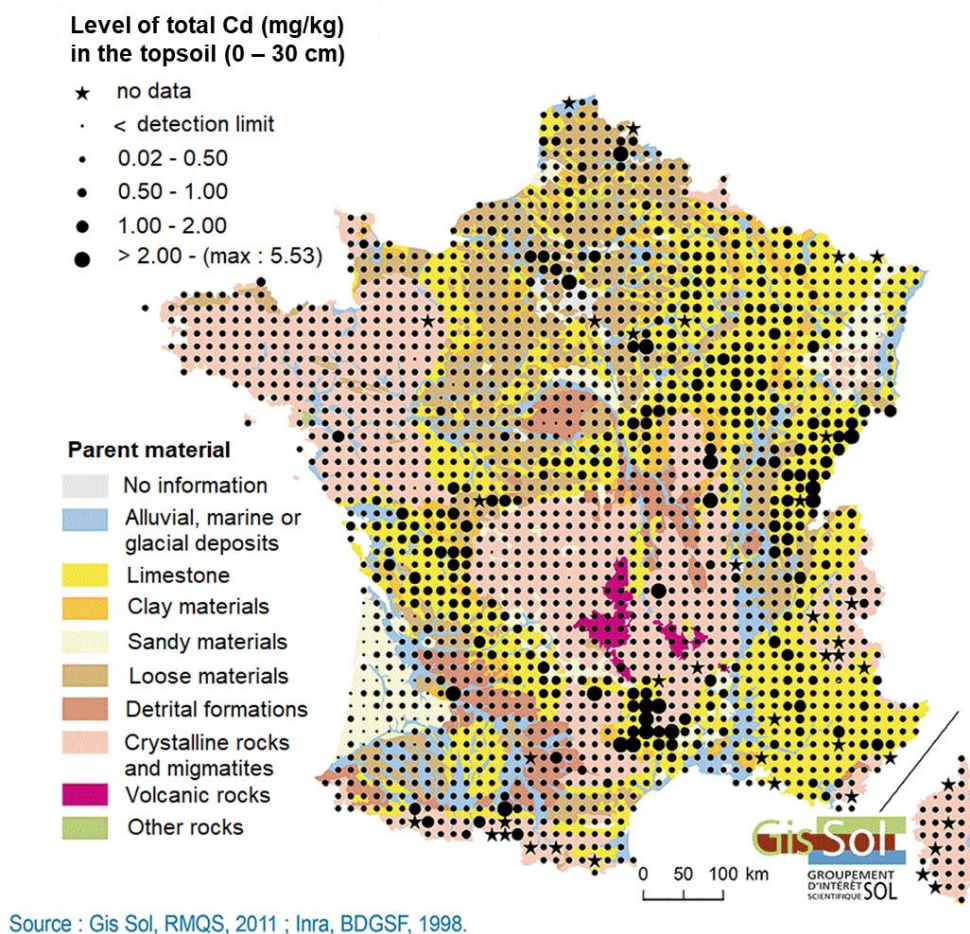 Level of total Cd (mg/kg)
in the topsoil (0 – 30 cm)
no data
< detection limit
0.02 - 0.50
0.50 - 1.00
1.00 - 2.00
> 2.00 - (max : 5.53)
Parent material
No information
Alluvial, marine or
glacial deposits
Limestone
Clay materials
Sandy materials
Loose materials
Detrital formations
Crystalline rocks
and migmatites
Volcanic rocks
Other rocks
0 50 100 km
Gis Sol
GROUPEMENT
D'INTÉRÊT
SCIENTIFIQUE SOL
Source : Gis Sol, RMQS, 2011 ; Inra, BDGSF, 1998.